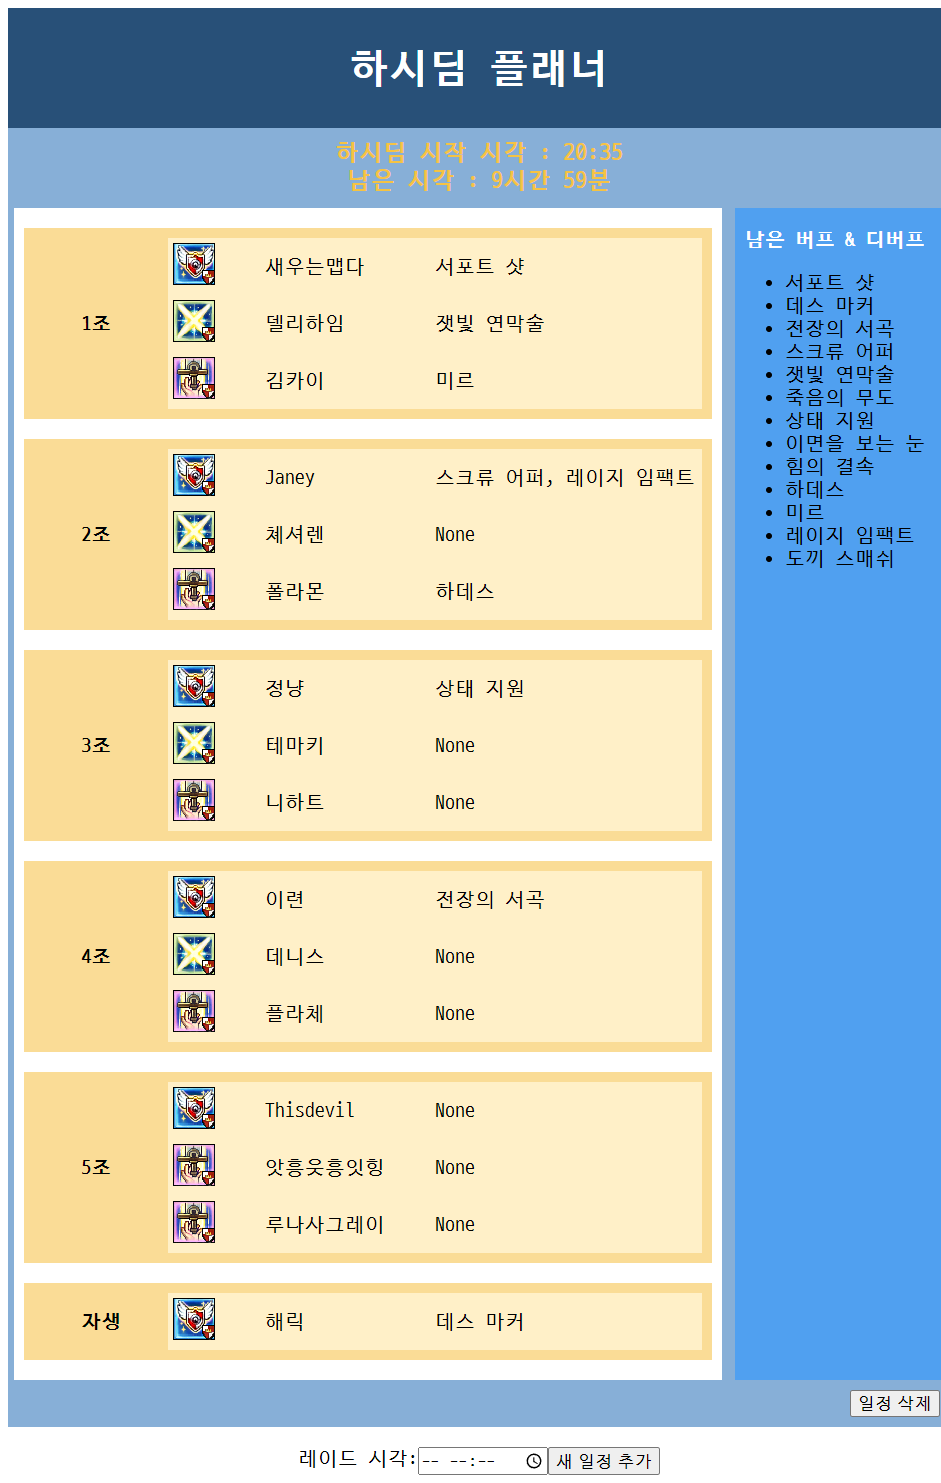 하시딤 플래너
하시딤 시작 시각 : 20:35
남은 시각 : 9시간 59분
1조
새우는맵다 서포트 샷
델리하임 잿빛 연막술
김카이 미르
2조
Janey 스크류 어퍼, 레이지 임팩트
체셔렌 None
폴라몬 하데스
3조
정냥 상태 지원
테마키 None
니하트 None
4조
이련 전장의 서곡
데니스 None
플라체 None
5조
Thisdevil None
앗흥읏흥잇힝 None
루나사그레이 None
자생
해릭 데스 마커
남은 버프 & 디버프
서포트 샷
데스 마커
전장의 서곡
스크류 어퍼
잿빛 연막술
죽음의 무도
상태 지원
이면을 보는 눈
힘의 결속
하데스
미르
레이지 임팩트
도끼 스매쉬
일정 삭제
레이드 시각: -- --:-- 새 일정 추가